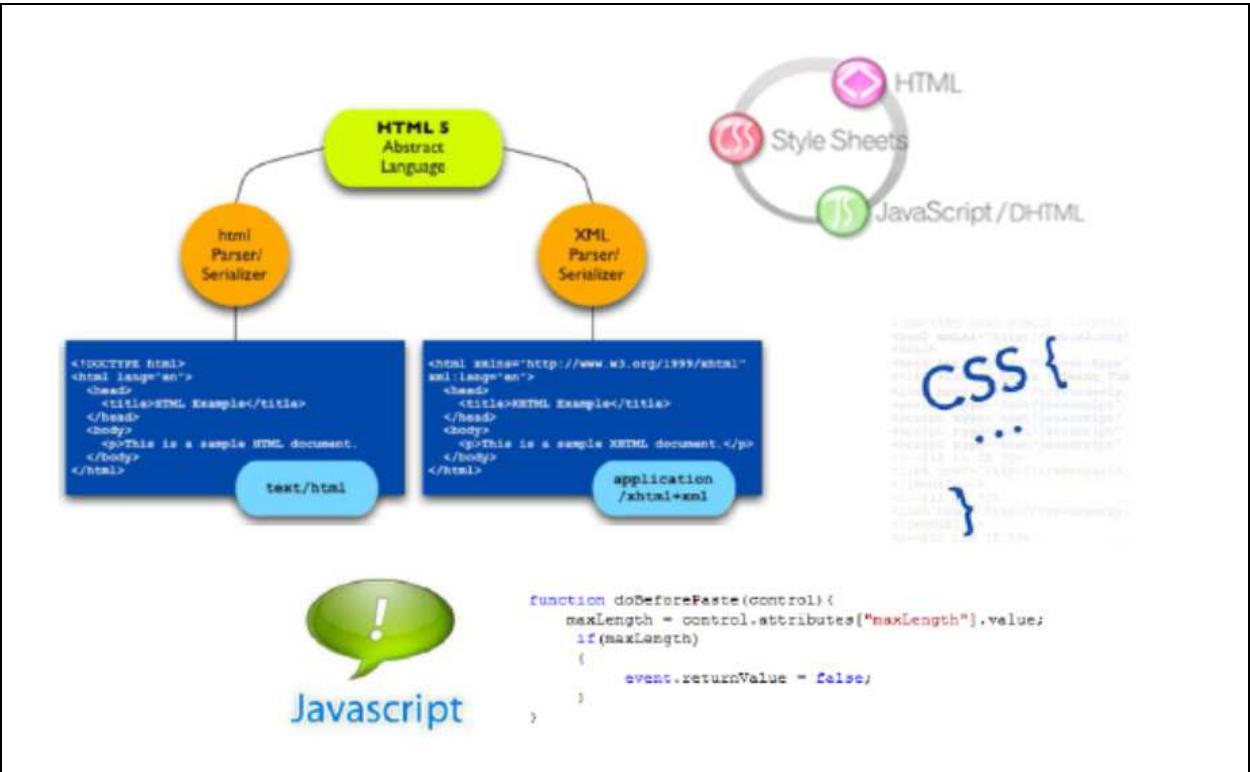 HTML 5
Abstract
Language
html
Parser/
Serializer
XML
Parser/
Serializer
<!DOCTYPE html>
<html lang="en">
<head>
<title>HTML Example</title>
</head>
<body>
<p>This is a sample HTML document.
</body>
</html>
text/html
<html xmlns="http://www.w3.org/1999/xhtml"
xml:lang="en">
<head>
<title>XHTML Example</title>
</head>
<body>
<p>This is a sample XHTML document.</p>
</body>
</html>
application
/xhtml+xml
HTML
CSS Style Sheets
JS JavaScript/DHTML
CSS {
...
}
!
Javascript
function doBeforePaste(control){
maxLength = control.attributes["maxLength"].value;
if(maxLength)
{
event.returnValue = false;
}
}